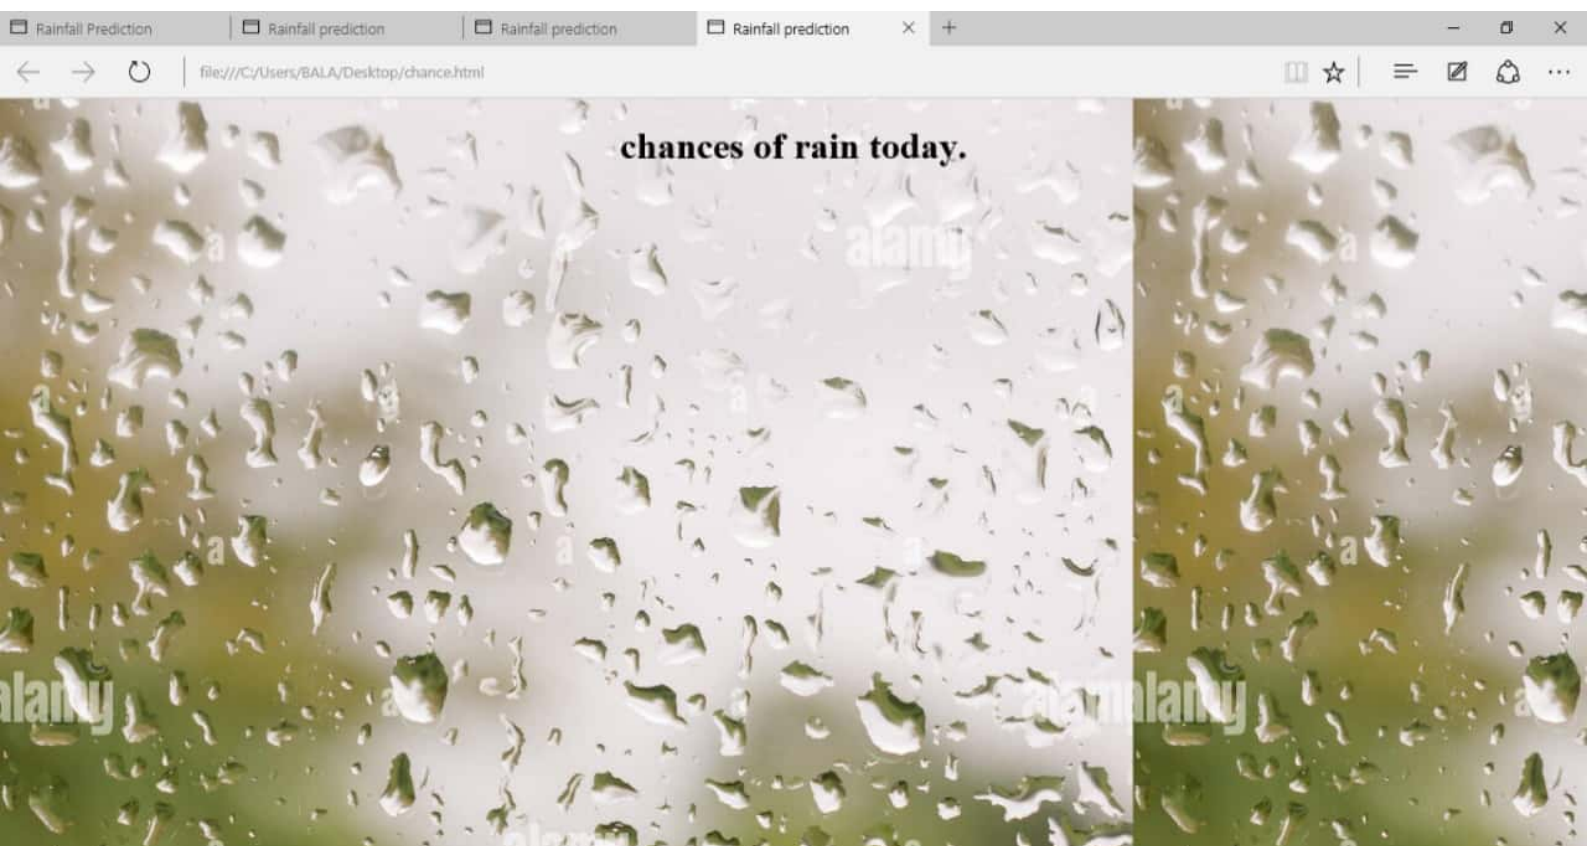 Rainfall Prediction
Rainfall prediction
Rainfall prediction
Rainfall prediction
file:///C:/Users/BALA/Desktop/chance.html
chances of rain today.
a
a
alamy
a
a
a
a
a
a
a
a
alamy
a
a
alamalamy
a
alamy